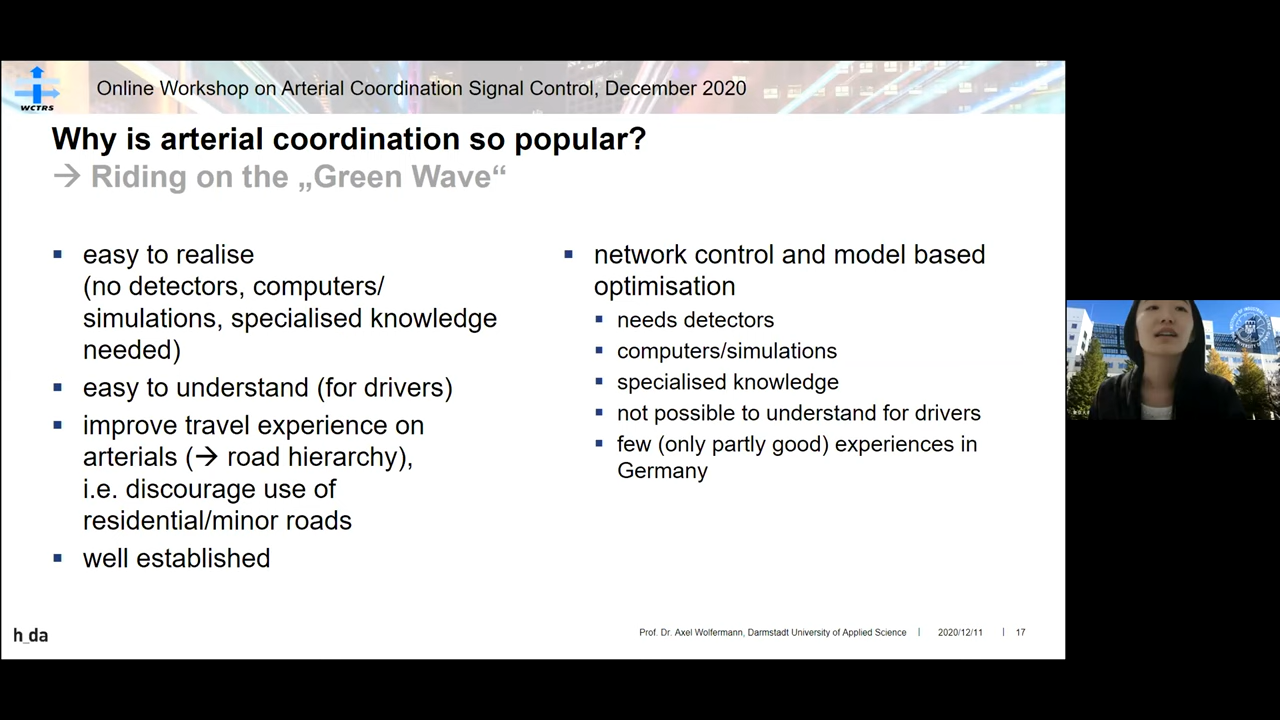 WCTRS
Online Workshop on Arterial Coordination Signal Control, December 2020
Why is arterial coordination so popular?
→ Riding on the „Green Wave“
▪ easy to realise
(no detectors, computers/
simulations, specialised knowledge
needed)
▪ easy to understand (for drivers)
▪ improve travel experience on
arterials (→ road hierarchy),
i.e. discourage use of
residential/minor roads
▪ well established
▪ network control and model based
optimisation
▪ needs detectors
▪ computers/simulations
▪ specialised knowledge
▪ not possible to understand for drivers
▪ few (only partly good) experiences in
Germany
h_da
Prof. Dr. Axel Wolfermann, Darmstadt University of Applied Science | 2020/12/11 | 17